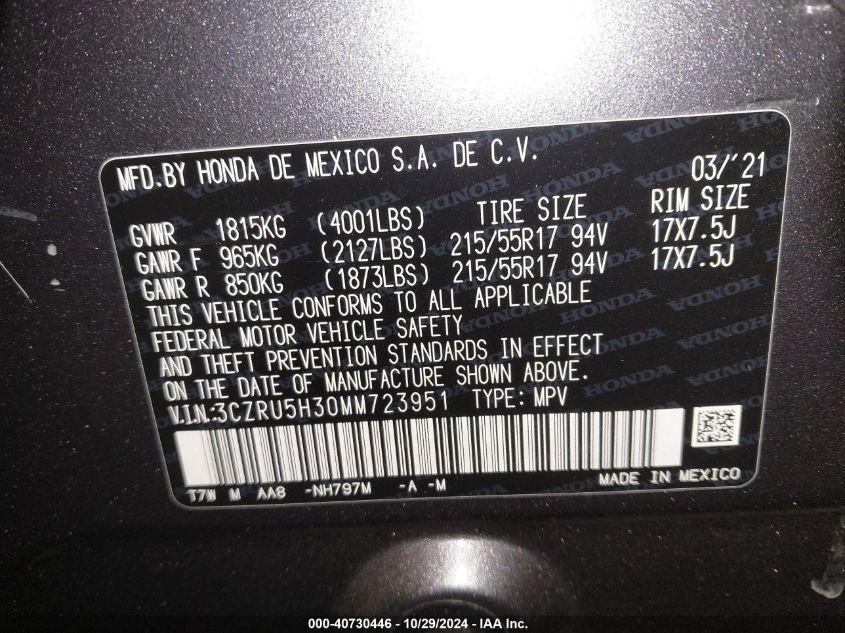 MFD.BY HONDA DE MEXICO S.A. DE C.V. 03/'21
TIRE SIZE RIM SIZE
GVWR 1815KG (4001LBS)
GAWR F 965KG (2127LBS) 215/55R17 94V 17X7.5J
GAWR R 850KG (1873LBS) 215/55R17 94V 17X7.5J
THIS VEHICLE CONFORMS TO ALL APPLICABLE
FEDERAL MOTOR VEHICLE SAFETY
AND THEFT PREVENTION STANDARDS IN EFFECT
ON THE DATE OF MANUFACTURE SHOWN ABOVE.
V.I.N:3CZRU5H30MM723951 TYPE: MPV
T7W M AA8 -NH797M -A -M MADE IN MEXICO
000-40730446 - 10/29/2024 - IAA Inc.